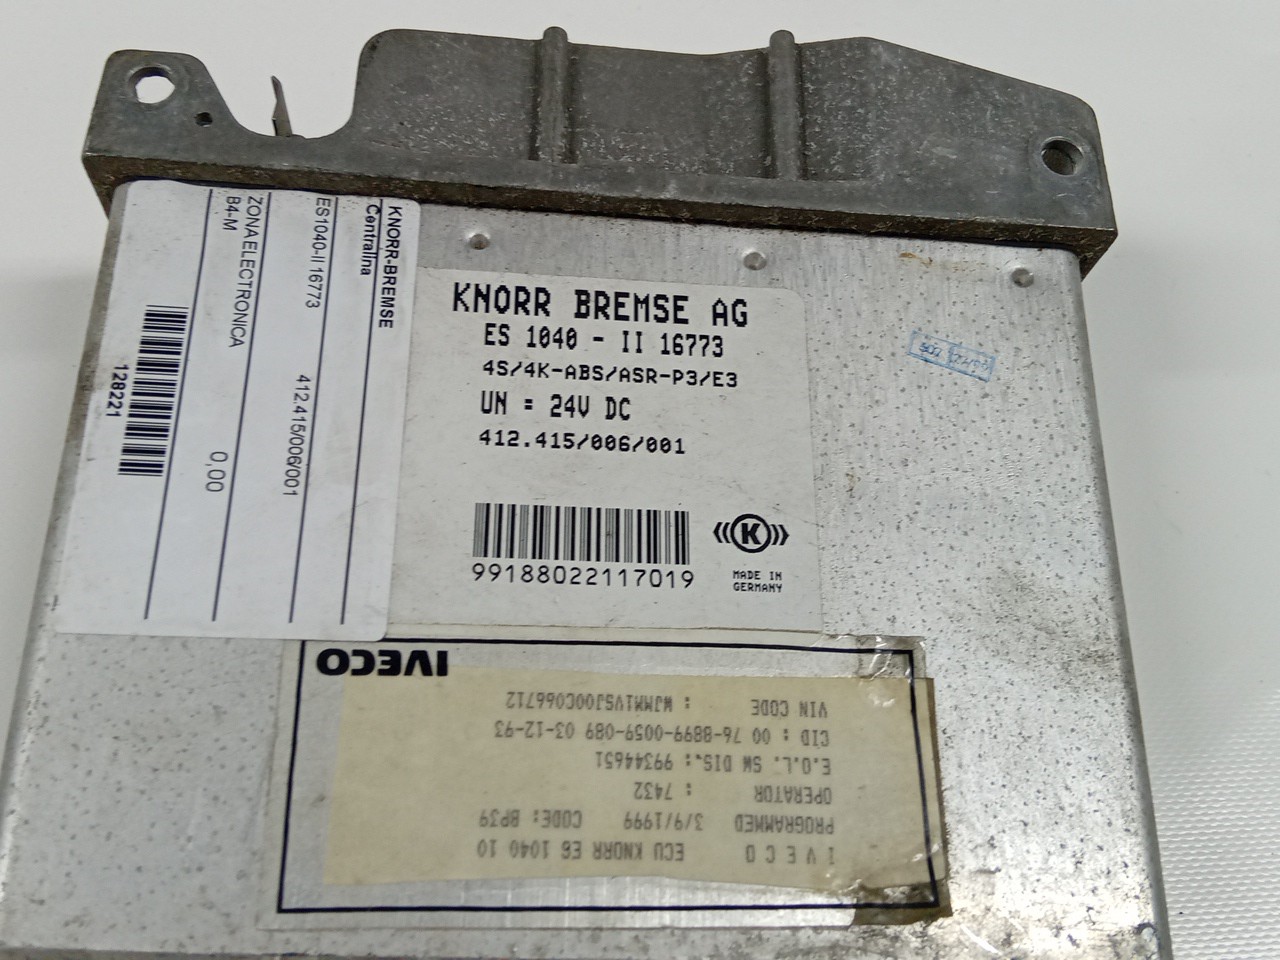 KNORR-BREMSE
Centralina
ES1040-II 16773 412.415/006/001
ZONA ELECTRONICA 0,00
B4-M
128221
KNORR BREMSE AG
ES 1040 - II 16773
4S/4K-ABS/ASR-P3/E3
UN = 24V DC
412.415/006/001
99188022117019
K
MADE IN
GERMANY
IVECO
I V E C O ECU KNORR E6 1040 10
PROGRAMMED 3/9/1999 CODE: BP39
OPERATOR : 7432
E.O.L. SW DIS.: 99344651
CID : 00 76-8899-0059-089 03-12-93
VIN CODE : WJMM1VSJ00C066712